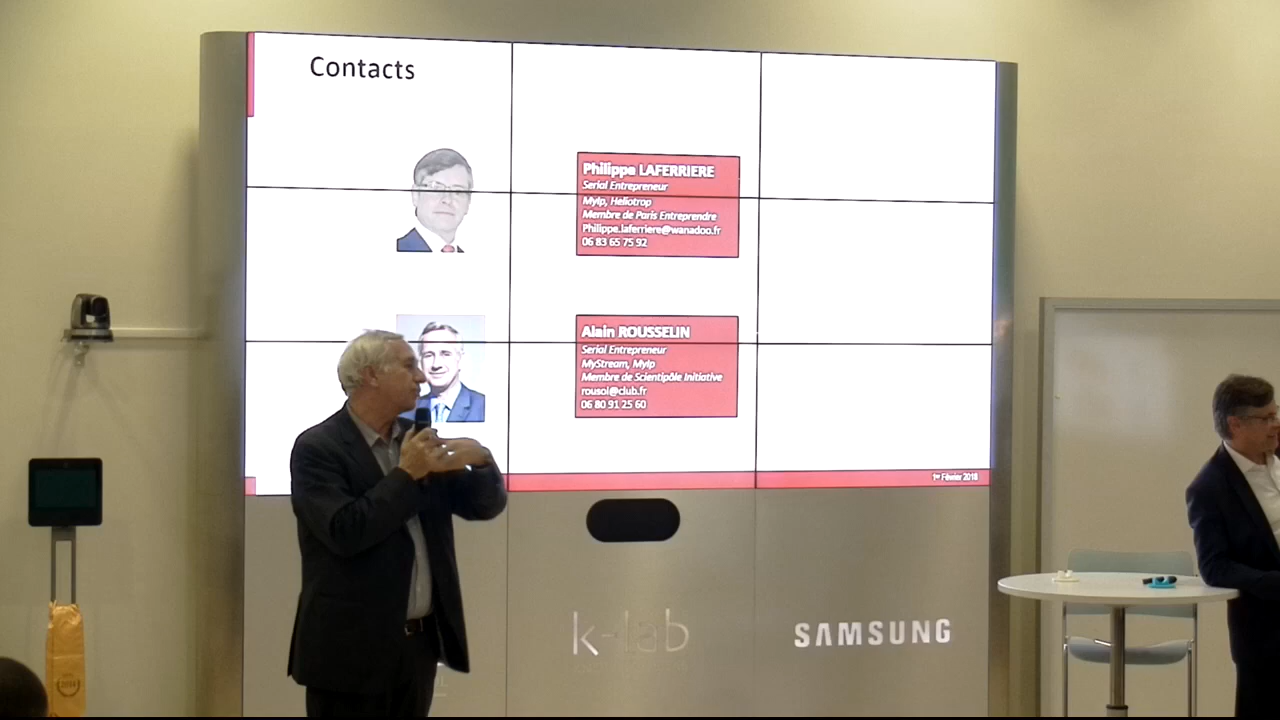 Contacts
Philippe LAFERRIERE
Serial Entrepreneur
MyIp, Heliotrop
Membre de Paris Entreprendre
Philippe.laferriere@wanadoo.fr
06 83 65 75 92
Alain ROUSSELIN
Serial Entrepreneur
MyStream, MyIp
Membre de Scientipôle Initiative
rousol@club.fr
06 80 91 25 60
1er Février 2018
k-lab
SAMSUNG